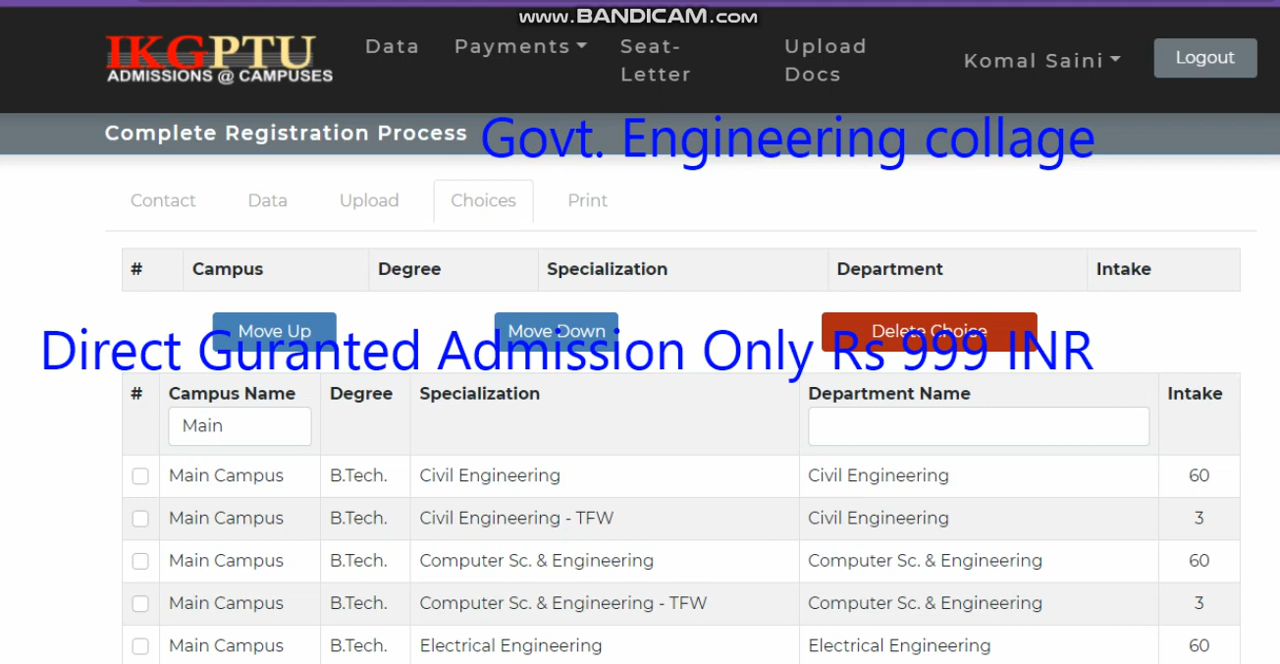 www.BANDICAM.com
IKGPTU
ADMISSIONS @ CAMPUSES
Data
Payments
Seat-
Letter
Upload
Docs
Komal Saini
Logout
Complete Registration Process
Govt. Engineering collage
Contact Data Upload Choices Print
# Campus Degree Specialization Department Intake
Move Up Move Down Delete Choice
Direct Guranted Admission Only Rs 999 INR
# Campus Name Degree Specialization Department Name Intake
Main
Main Campus B.Tech. Civil Engineering Civil Engineering 60
Main Campus B.Tech. Civil Engineering - TFW Civil Engineering 3
Main Campus B.Tech. Computer Sc. & Engineering Computer Sc. & Engineering 60
Main Campus B.Tech. Computer Sc. & Engineering - TFW Computer Sc. & Engineering 3
Main Campus B.Tech. Electrical Engineering Electrical Engineering 60